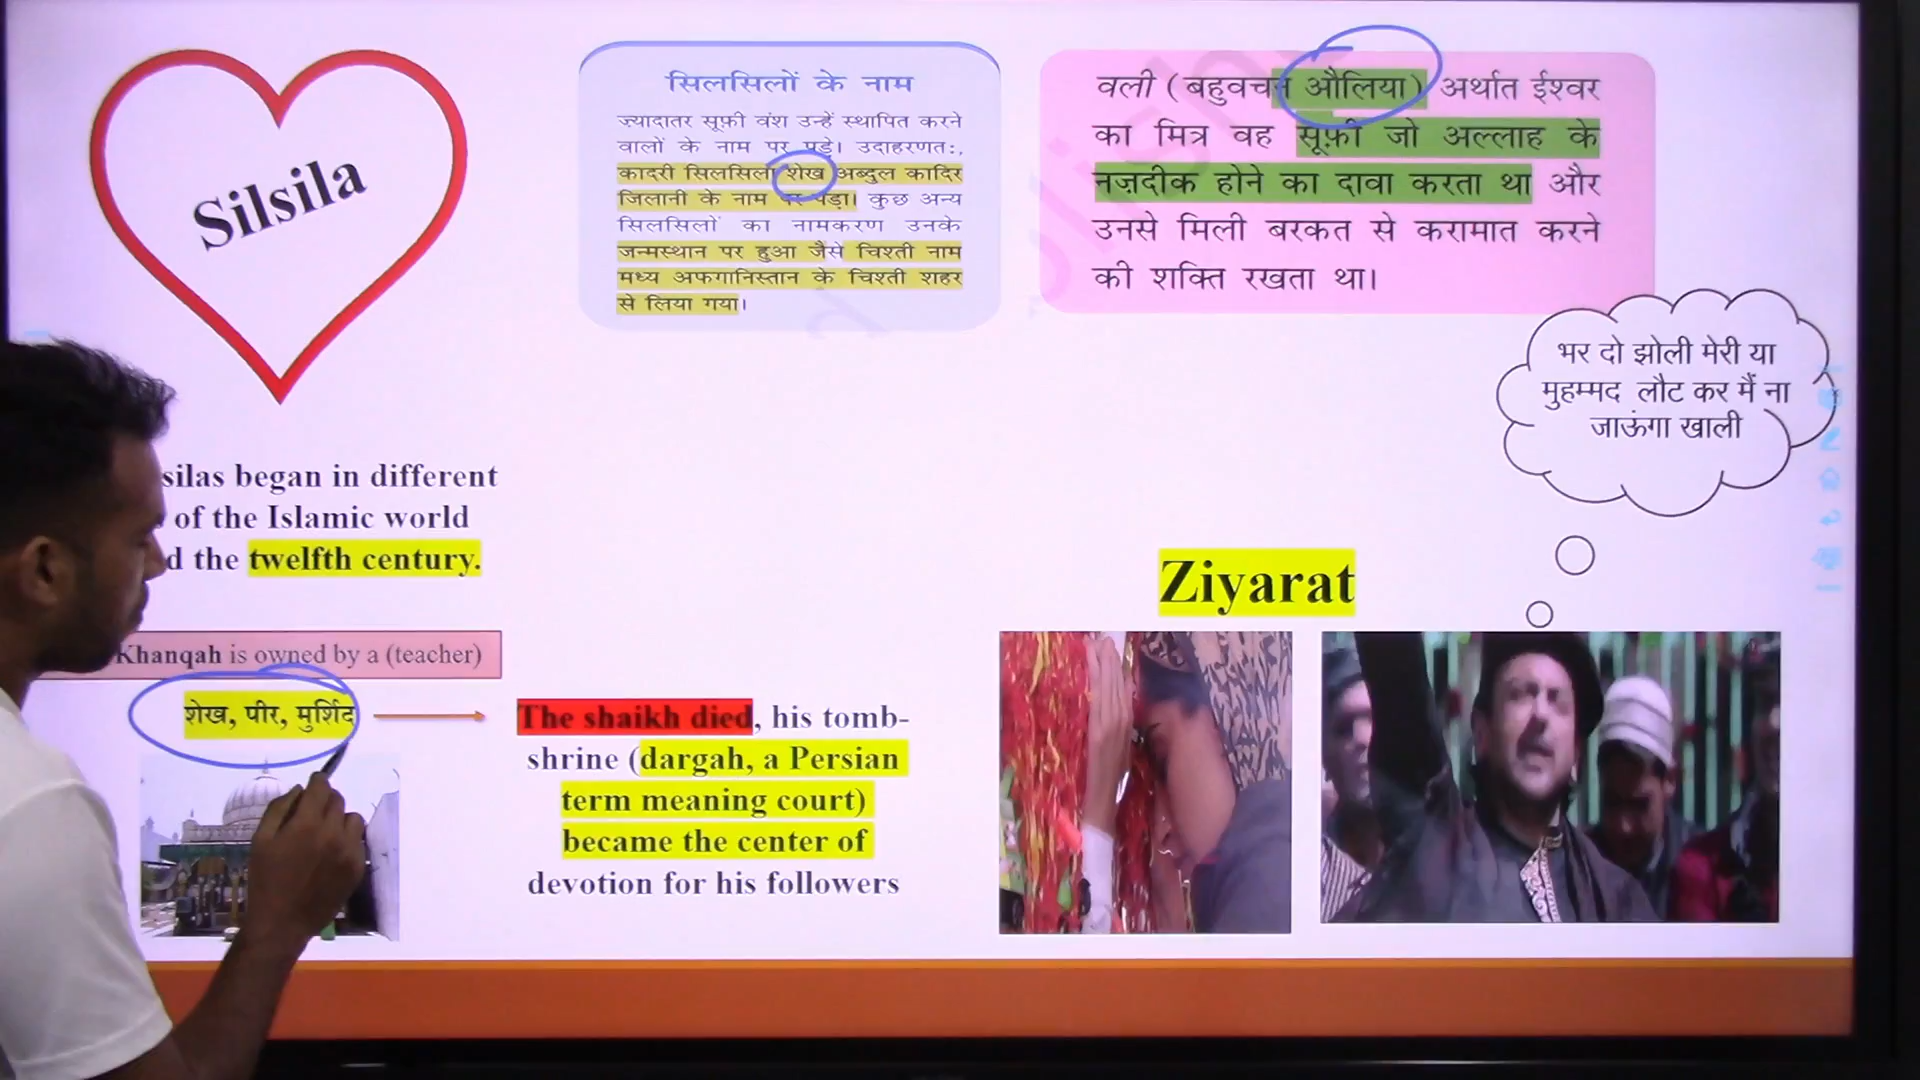 Silsila
सिलसिलों के नाम
ज्यादातर सूफ़ी वंश उन्हें स्थापित करने
वालों के नाम पर पड़े। उदाहरणत:,
कादरी सिलसिला शेख अब्दुल कादिर
जिलानी के नाम पर पड़ा। कुछ अन्य
सिलसिलों का नामकरण उनके
जन्मस्थान पर हुआ जैसे चिश्ती नाम
मध्य अफगानिस्तान के चिश्ती शहर
से लिया गया।
वली (बहुवचन औलिया) अर्थात ईश्वर
का मित्र वह सूफ़ी जो अल्लाह के
नज़दीक होने का दावा करता था और
उनसे मिली बरकत से करामात करने
की शक्ति रखता था।
भर दो झोली मेरी या
मुहम्मद लौट कर मैं ना
जाऊंगा खाली
silas began in different
of the Islamic world
d the twelfth century.
Khanqah is owned by a (teacher)
शेख, पीर, मुर्शिद
The shaikh died, his tomb-
shrine (dargah, a Persian
term meaning court)
became the center of
devotion for his followers
Ziyarat